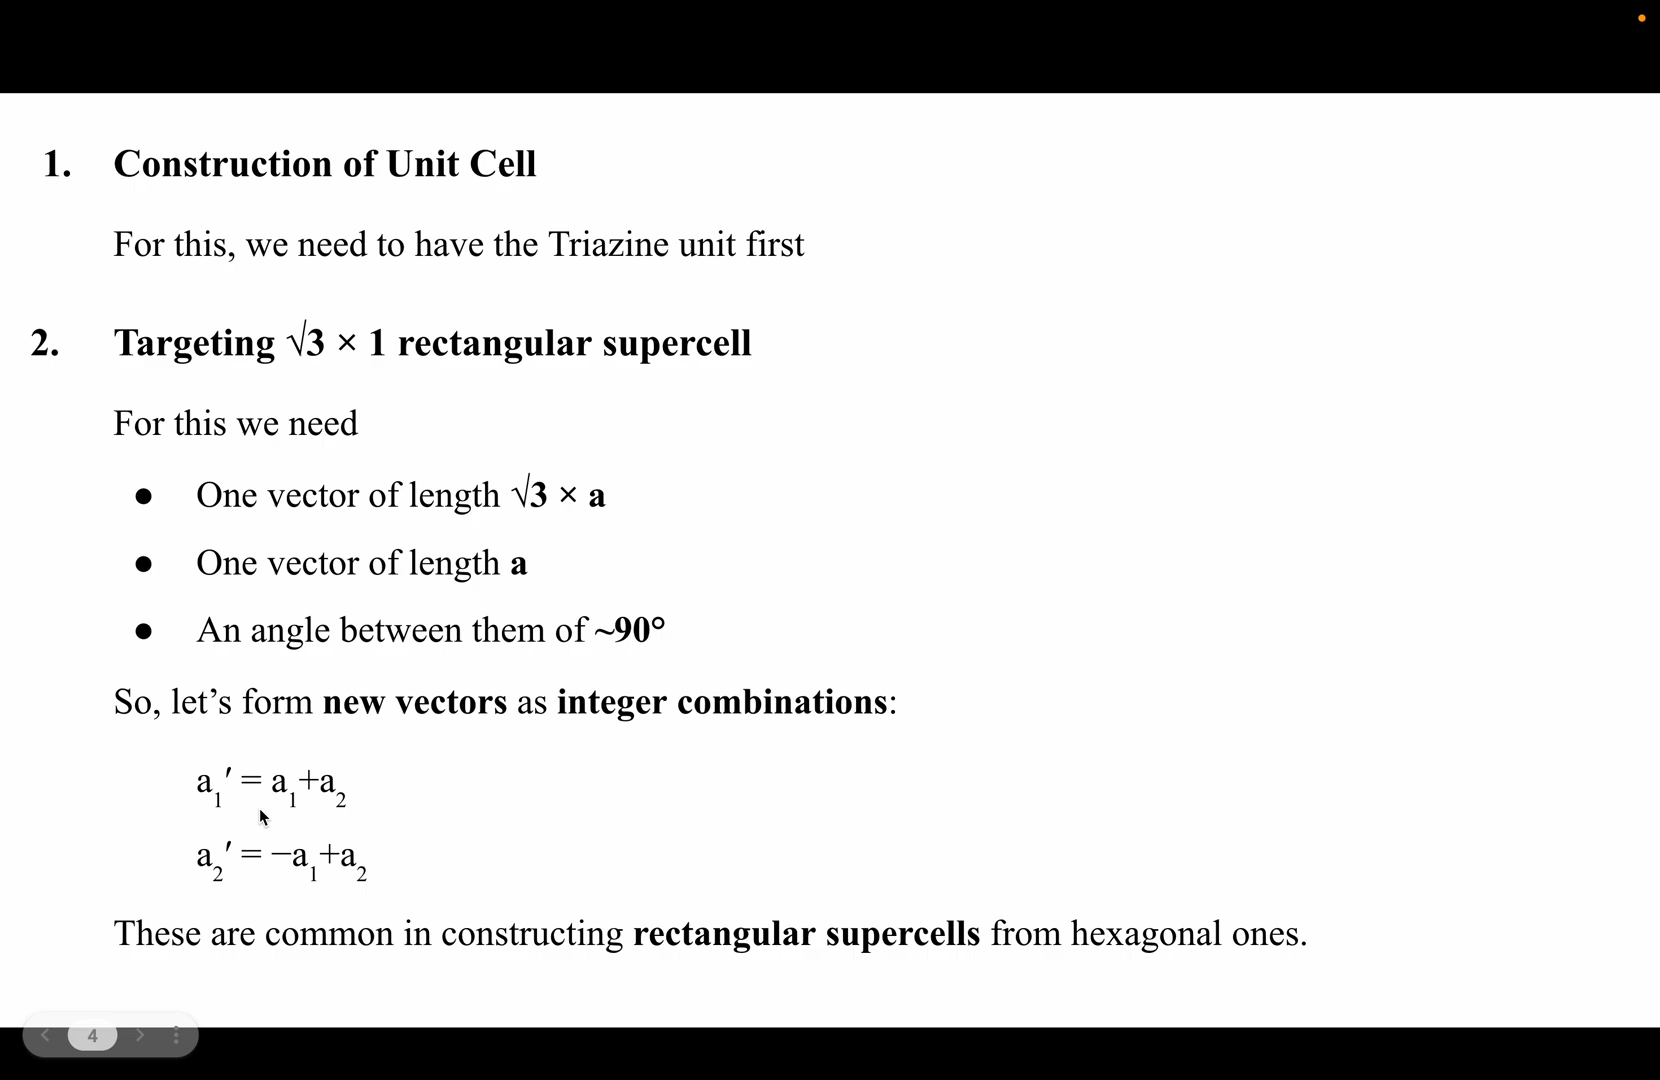 1. Construction of Unit Cell
For this, we need to have the Triazine unit first
2. Targeting √3 × 1 rectangular supercell
For this we need
● One vector of length √3 × a
● One vector of length a
● An angle between them of ~90°
So, let’s form new vectors as integer combinations:
a₁′ = a₁+a₂
a₂′ = −a₁+a₂
These are common in constructing rectangular supercells from hexagonal ones.
4